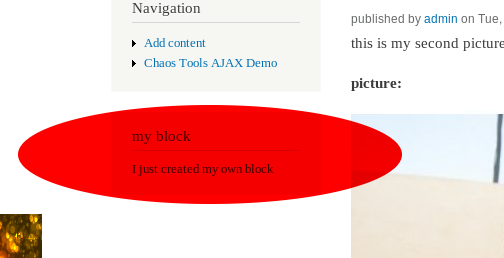 Navigation
Add content
Chaos Tools AJAX Demo
my block
I just created my own block
published by admin on Tue,
this is my second picture
picture: